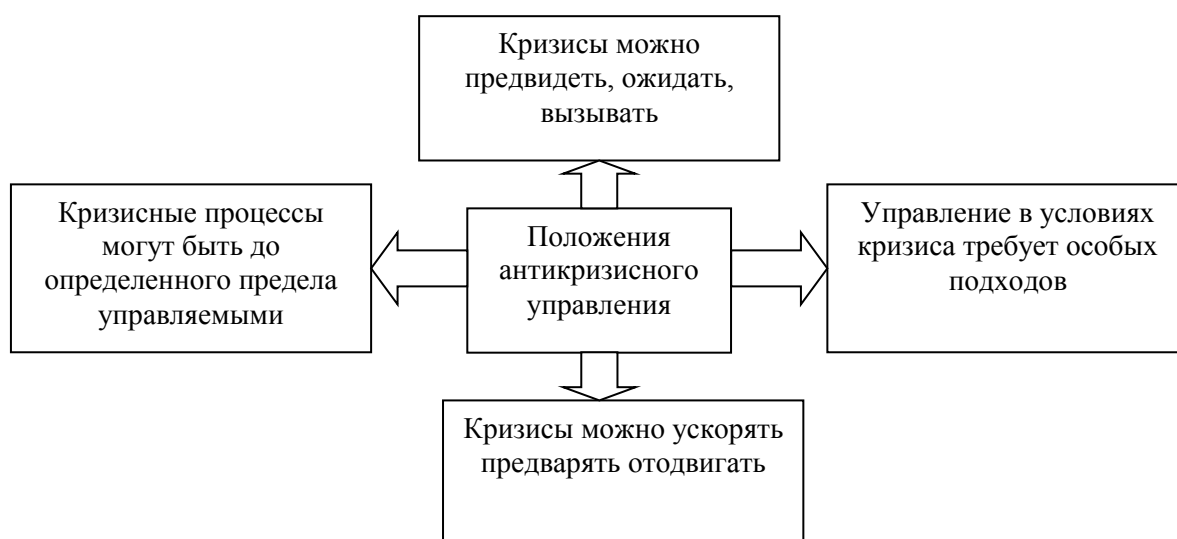 Кризисы можно
предвидеть, ожидать,
вызывать
Кризисные процессы
могут быть до
определенного предела
управляемыми
Положения
антикризисного
управления
Управление в условиях
кризиса требует особых
подходов
Кризисы можно ускорять
предварять отодвигать